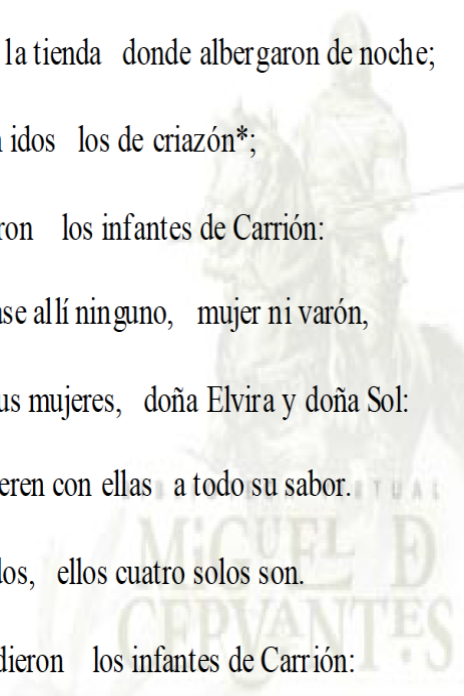 la tienda donde albergaron de noche;
idos los de criazón*;
ron los infantes de Carrión:
se allí ninguno, mujer ni varón,
us mujeres, doña Elvira y doña Sol:
eren con ellas a todo su sabor.
dos, ellos cuatro solos son.
dieron los infantes de Carrión:
MIGUEL D
CERVANTES